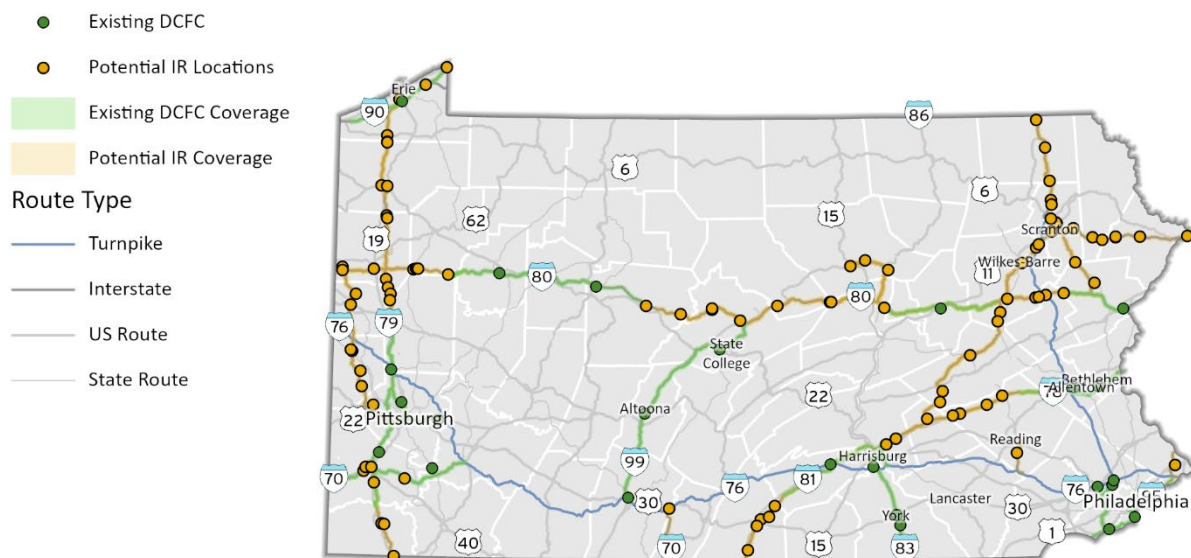 Existing DCFC
Potential IR Locations
Existing DCFC Coverage
Potential IR Coverage
Route Type
Turnpike
Interstate
US Route
State Route
Erie
90
86
6
6
62
15
19
Scranton
80
Wilkes-Barre
11
80
76
79
State
College
Bethlehem
Allentown
78
22
Altoona
22
Pittsburgh
Reading
Harrisburg
70
99
81
76
76
95
30
Lancaster
30
Philadelphia
York
1
40
70
15
83